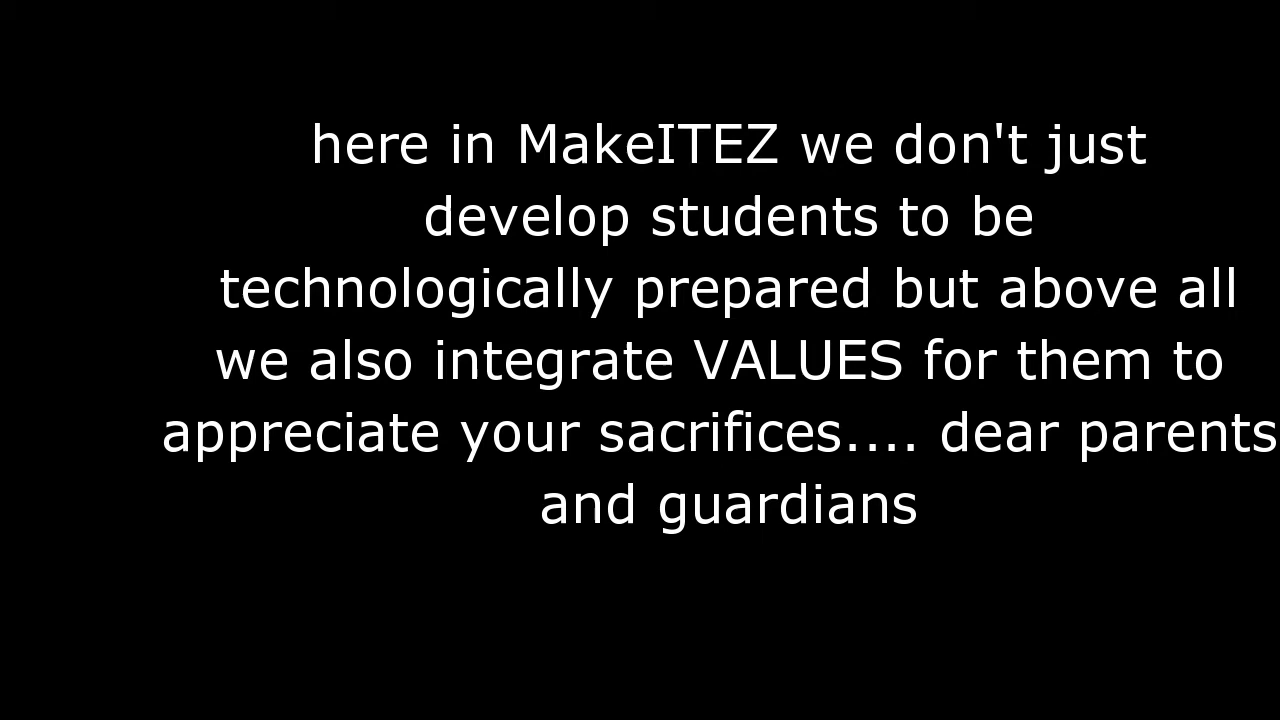 here in MakeITEZ we don't just
develop students to be
technologically prepared but above all
we also integrate VALUES for them to
appreciate your sacrifices.... dear parents
and guardians